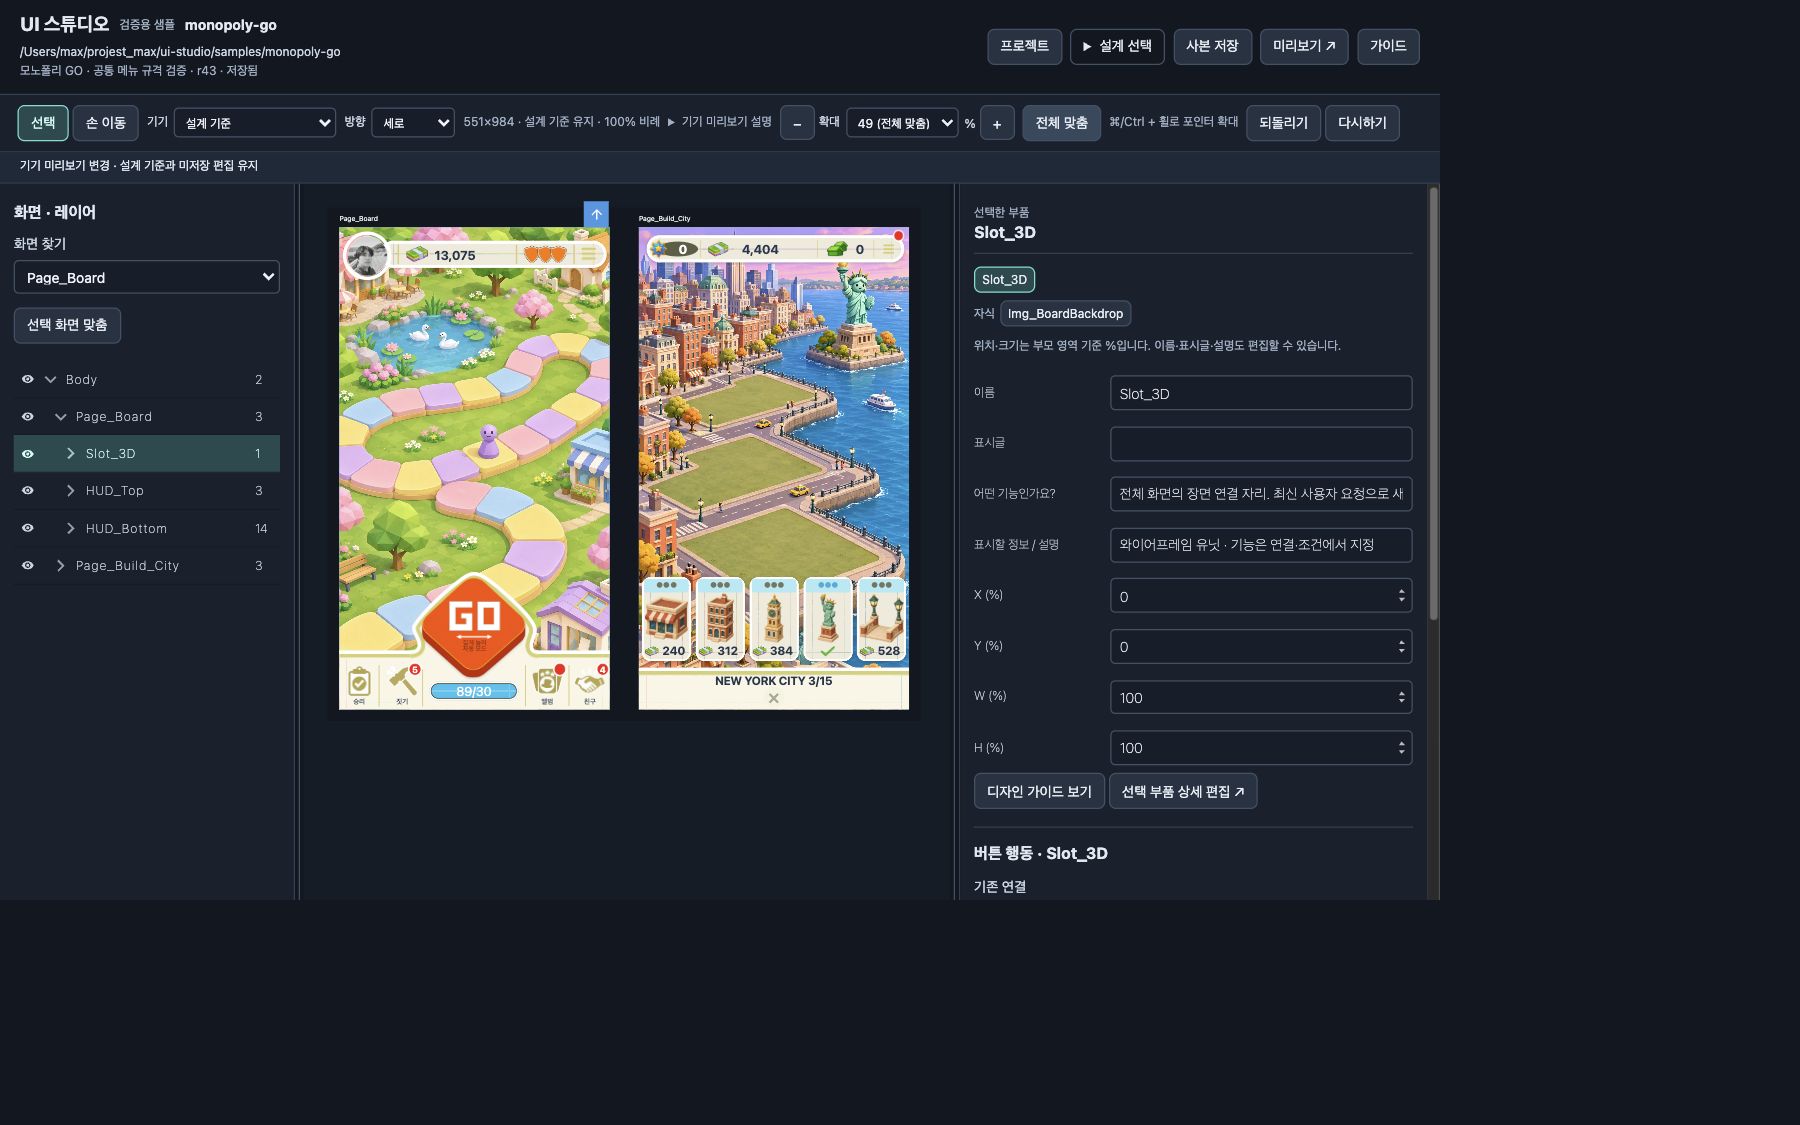 UI 스튜디오 검증용 샘플 monopoly-go
/Users/max/projest_max/ui-studio/samples/monopoly-go
모노폴리 GO · 공통 메뉴 규격 검증 · r43 · 저장됨
프로젝트 ▶ 설계 선택 사본 저장 미리보기 ↗ 가이드
선택 손 이동 기기 설계 기준 방향 세로 551×984 · 설계 기준 유지 · 100% 비례 ▶ 기기 미리보기 설명 – 확대 49 (전체 맞춤) % + 전체 맞춤 ⌘/Ctrl + 휠로 포인터 확대 되돌리기 다시하기
기기 미리보기 변경 · 설계 기준과 미저장 편집 유지
화면 · 레이어
화면 찾기
Page_Board
선택 화면 맞춤
Body 2
Page_Board 3
Slot_3D 1
HUD_Top 3
HUD_Bottom 14
Page_Build_City 3
Page_Board
13,075
GO
89/30
5
4
승리 짓기 앨범 친구
Page_Build_City
0 4,404 0
240 312 384 528
NEW YORK CITY 3/15
선택한 부품
Slot_3D
Slot_3D
자식 Img_BoardBackdrop
위치·크기는 부모 영역 기준 %입니다. 이름·표시글·설명도 편집할 수 있습니다.
이름 Slot_3D
표시글
어떤 기능인가요? 전체 화면의 장면 연결 자리. 최신 사용자 요청으로 새
표시할 정보 / 설명 와이어프레임 유닛 · 기능은 연결·조건에서 지정
X (%) 0
Y (%) 0
W (%) 100
H (%) 100
디자인 가이드 보기 선택 부품 상세 편집 ↗
버튼 행동 · Slot_3D
기존 연결